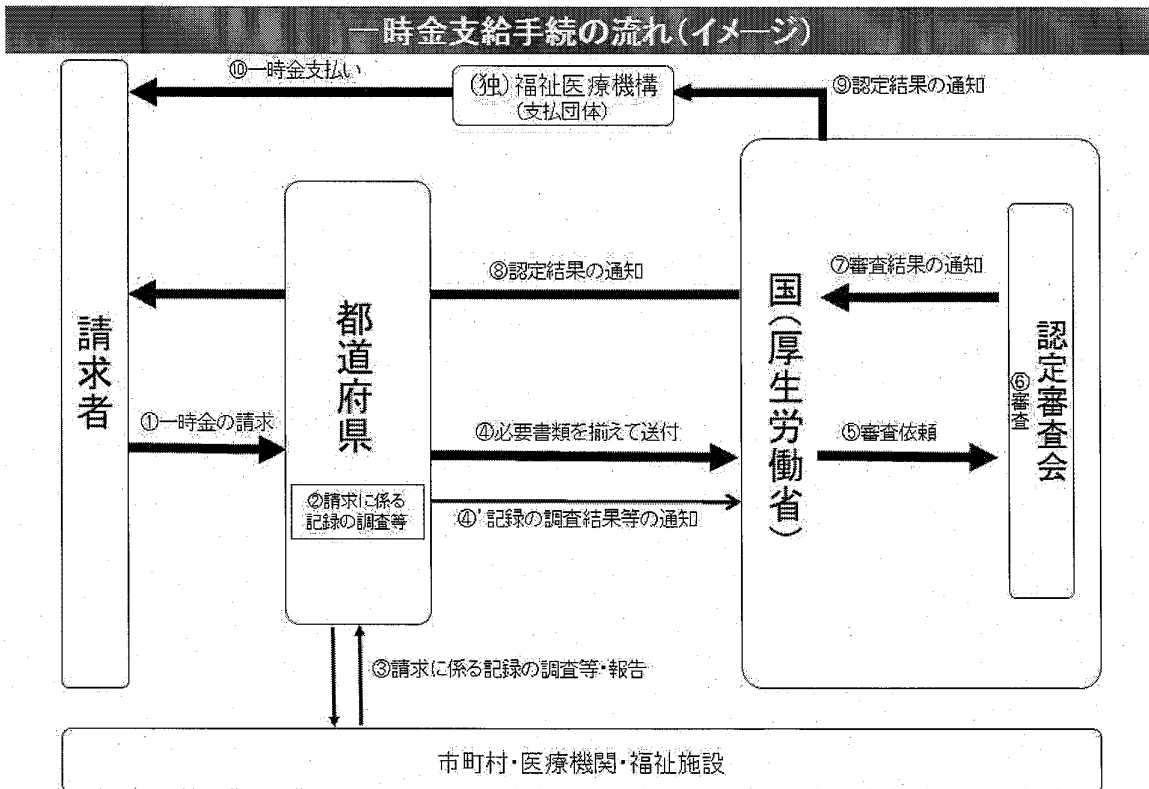 一時金支給手続の流れ(イメージ)
⑩一時金支払い
(独)福祉医療機構
(支払団体)
⑨認定結果の通知
請求者
都道府県
⑧認定結果の通知
国(厚生労働省)
⑦審査結果の通知
認定審査会
⑥審査
①一時金の請求
④必要書類を揃えて送付
⑤審査依頼
②請求に係る
記録の調査等
④'記録の調査結果等の通知
③請求に係る記録の調査等・報告
市町村・医療機関・福祉施設